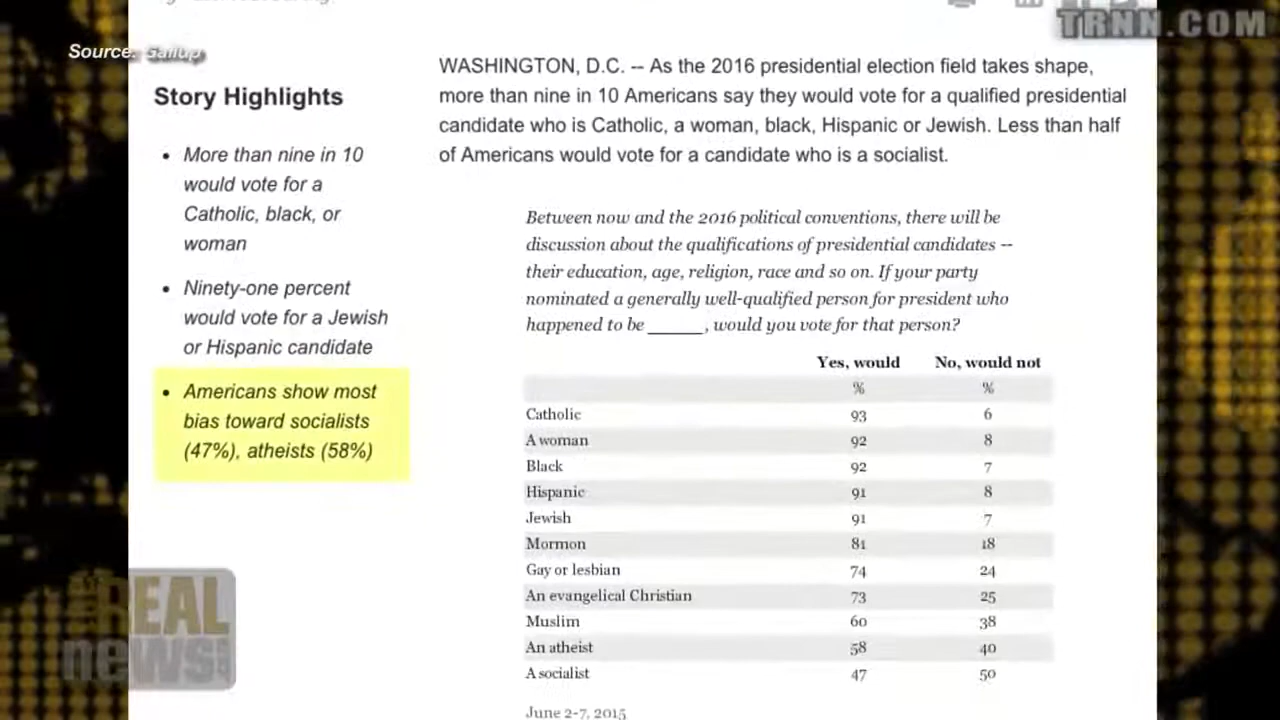 TRNN.COM
Source: Gallup
Story Highlights
• More than nine in 10
would vote for a
Catholic, black, or
woman
• Ninety-one percent
would vote for a Jewish
or Hispanic candidate
• Americans show most
bias toward socialists
(47%), atheists (58%)
WASHINGTON, D.C. -- As the 2016 presidential election field takes shape,
more than nine in 10 Americans say they would vote for a qualified presidential
candidate who is Catholic, a woman, black, Hispanic or Jewish. Less than half
of Americans would vote for a candidate who is a socialist.
Between now and the 2016 political conventions, there will be
discussion about the qualifications of presidential candidates --
their education, age, religion, race and so on. If your party
nominated a generally well-qualified person for president who
happened to be ______, would you vote for that person?
Yes, would No, would not
% %
Catholic 93 6
A woman 92 8
Black 92 7
Hispanic 91 8
Jewish 91 7
Mormon 81 18
Gay or lesbian 74 24
An evangelical Christian 73 25
Muslim 60 38
An atheist 58 40
A socialist 47 50
June 2-7, 2015
THE
REAL
news.com